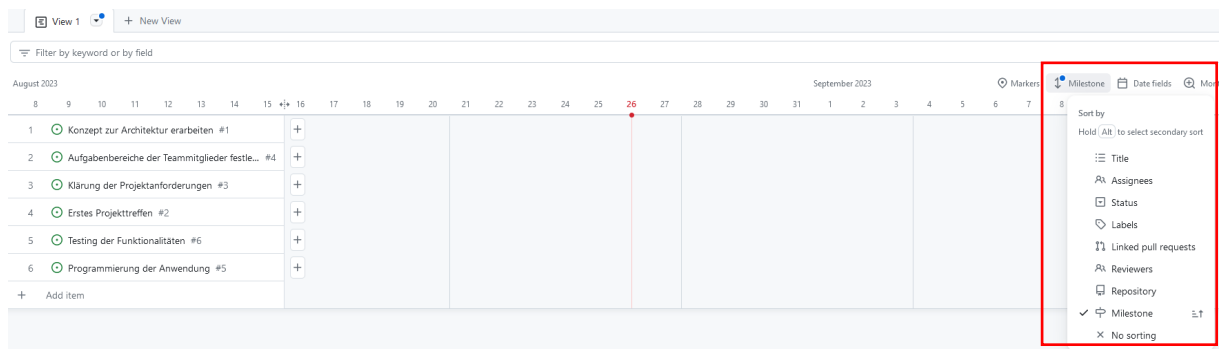 View 1
New View
Filter by keyword or by field
August 2023
September 2023
Markers
Milestone
Date fields
8 9 10 11 12 13 14 15 16 17 18 19 20 21 22 23 24 25 26 27 28 29 30 31 1 2 3 4 5 6 7 8
1 Konzept zur Architektur erarbeiten #1
2 Aufgabenbereiche der Teammitglieder festle... #4
3 Klärung der Projektanforderungen #3
4 Erstes Projekttreffen #2
5 Testing der Funktionalitäten #6
6 Programmierung der Anwendung #5
+ Add item
Sort by
Hold Alt to select secondary sort
Title
Assignees
Status
Labels
Linked pull requests
Reviewers
Repository
Milestone
No sorting